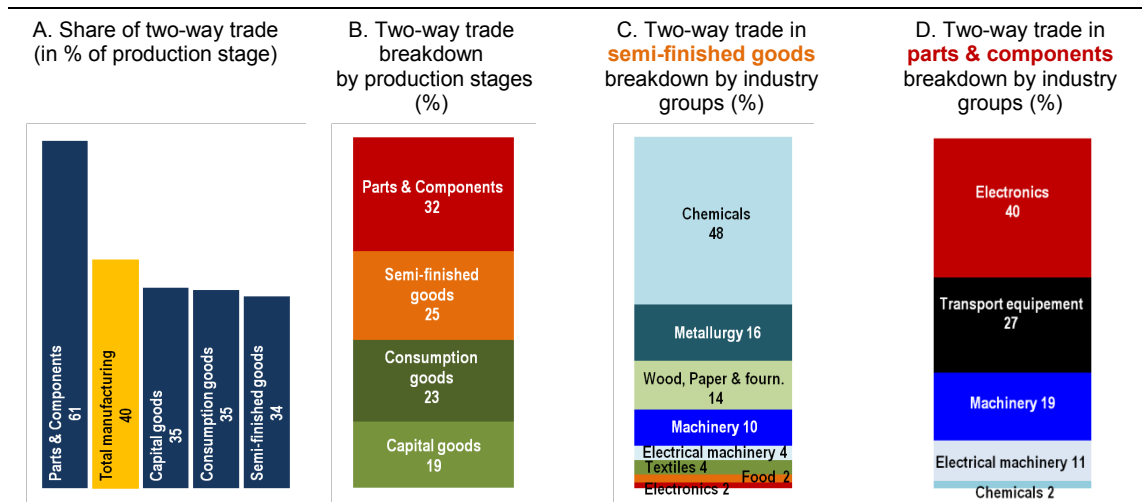 A. Share of two-way trade
(in % of production stage)
B. Two-way trade
breakdown
by production stages
(%)
C. Two-way trade in
semi-finished goods
breakdown by industry
groups (%)
D. Two-way trade in
parts & components
breakdown by industry
groups (%)
Parts & Components
61
Total manufacturing
40
Capital goods
35
Consumption goods
35
Semi-finished goods
34
Parts & Components
32
Semi-finished
goods
25
Consumption
goods
23
Capital goods
19
Chemicals
48
Metallurgy 16
Wood, Paper & fourn.
14
Machinery 10
Electrical machinery 4
Textiles 4
Food 2
Electronics 2
Electronics
40
Transport equipement
27
Machinery 19
Electrical machinery 11
Chemicals 2